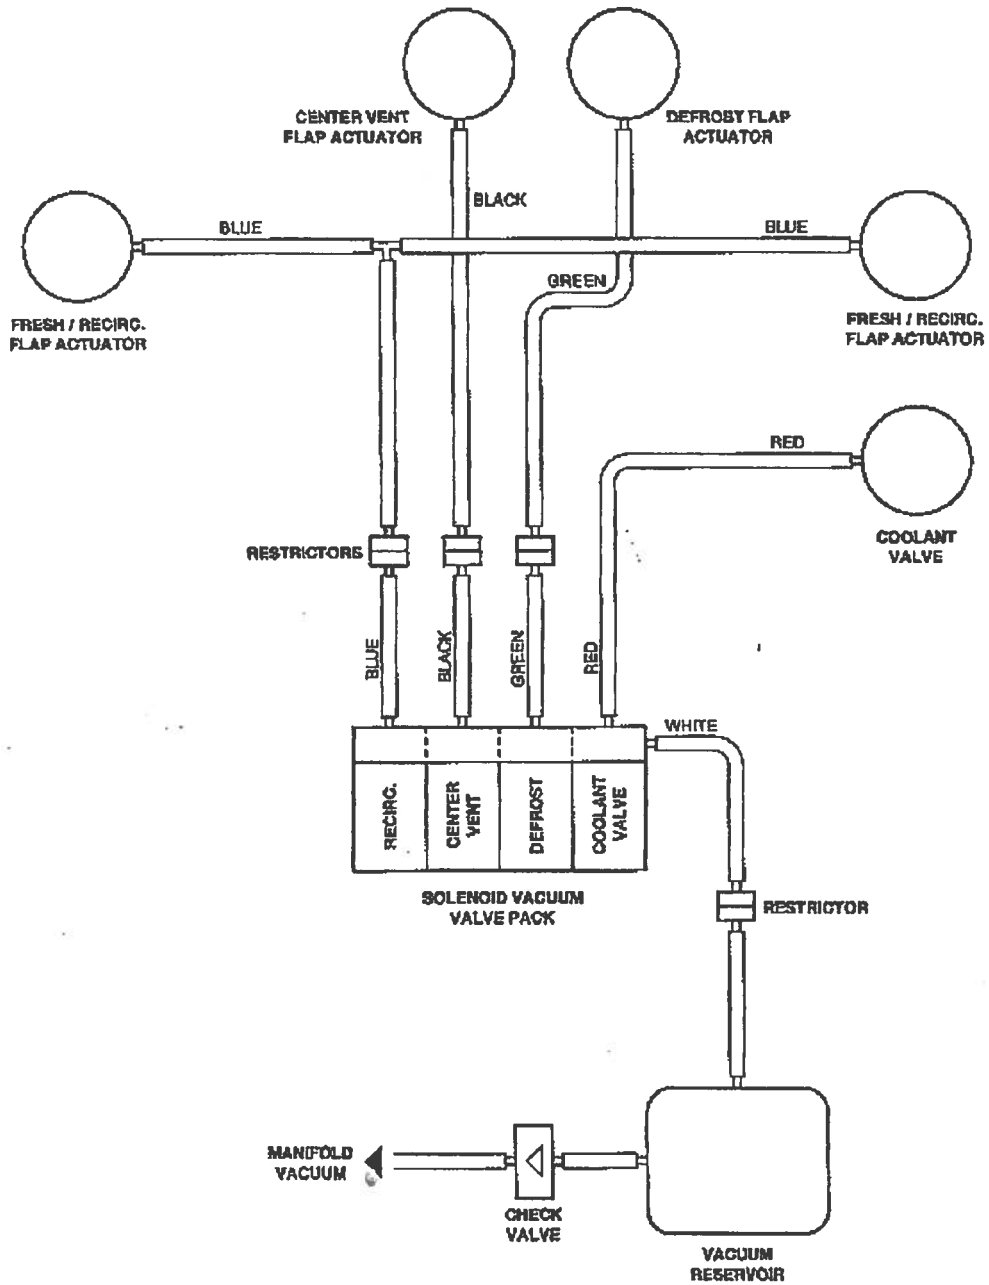 CENTER VENT
FLAP ACTUATOR
DEFROST FLAP
ACTUATOR
BLACK
BLUE
BLUE
GREEN
FRESH / RECIRC.
FLAP ACTUATOR
FRESH / RECIRC.
FLAP ACTUATOR
RED
COOLANT
VALVE
RESTRICTORS
BLUE
BLACK
GREEN
RED
WHITE
RECIRC.
CENTER
VENT
DEFROST
COOLANT
VALVE
SOLENOID VACUUM
VALVE PACK
RESTRICTOR
MANIFOLD
VACUUM
CHECK
VALVE
VACUUM
RESERVOIR